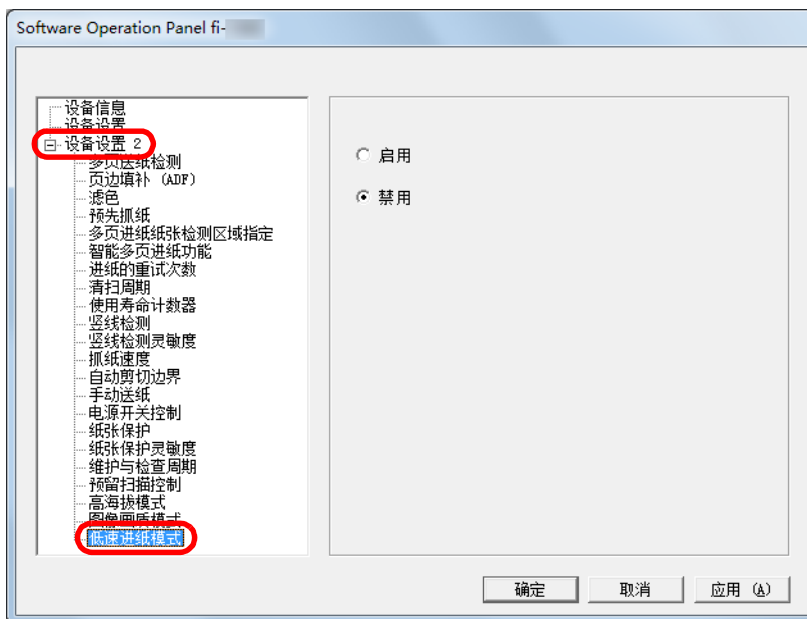 Software Operation Panel fi-
设备信息
设备设置
设备设置 2
多页送纸检测
页边填补 (ADF)
滤色
预先抓纸
多页进纸纸张检测区域指定
智能多页进纸功能
进纸的重试次数
清扫周期
使用寿命计数器
竖线检测
竖线检测灵敏度
抓纸速度
自动剪切边界
手动送纸
电源开关控制
纸张保护
纸张保护灵敏度
维护与检查周期
预留扫描控制
高海拔模式
图像画质模式
低速进纸模式
启用
禁用
确定
取消
应用 (A)